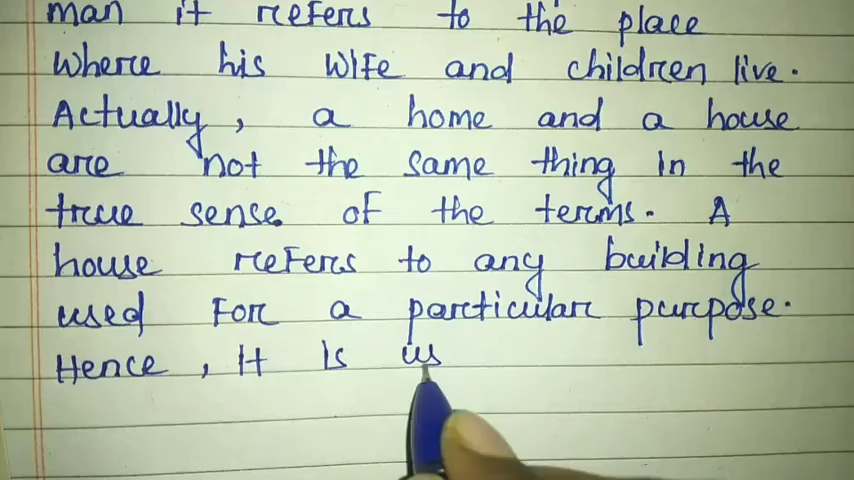 man it refers to the place
where his wife and children live.
Actually, a home and a house
are not the same thing in the
true sense of the terms. A
house refers to any building
used for a particular purpose.
Hence, it is us